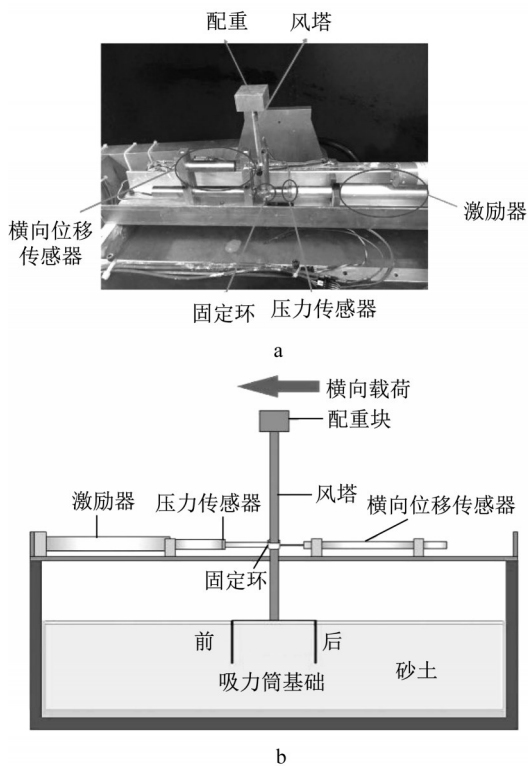 配重
风塔
横向位移
传感器
激励器
固定环
压力传感器
a
横向载荷
配重块
风塔
激励器
压力传感器
横向位移传感器
固定环
前
后
吸力筒基础
砂土
b